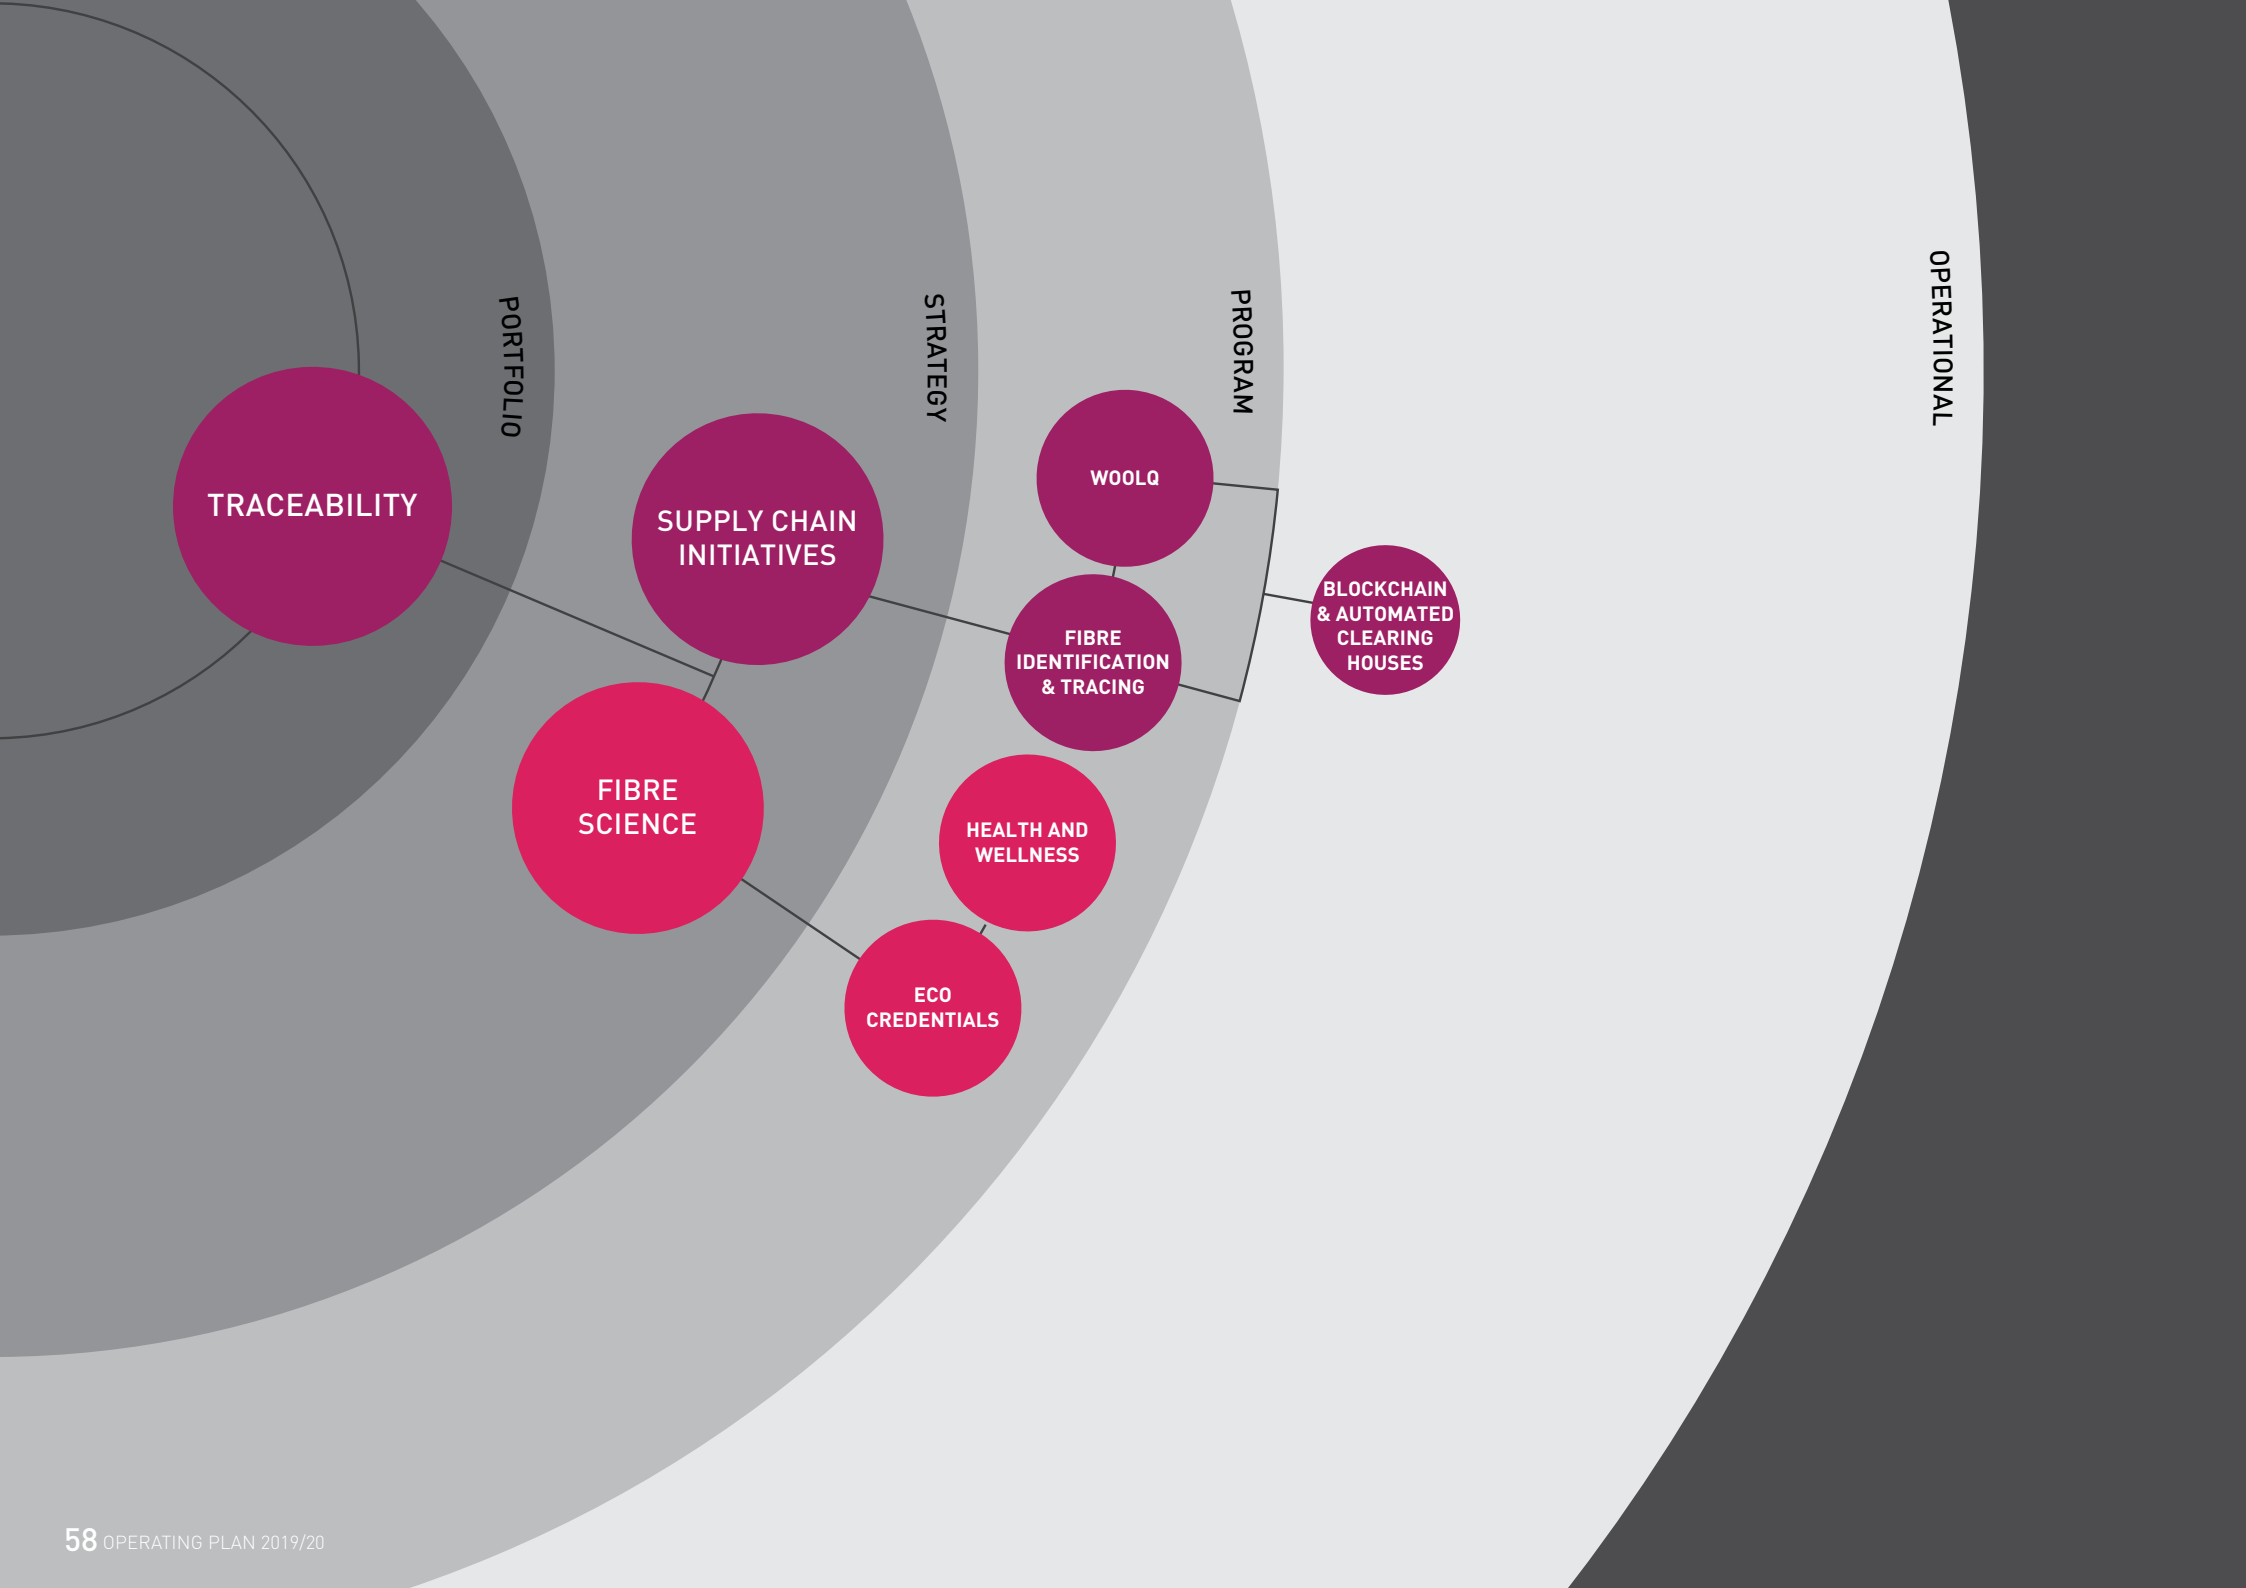 PORTFOLIO
STRATEGY
PROGRAM
OPERATIONAL
TRACEABILITY
SUPPLY CHAIN
INITIATIVES
FIBRE
SCIENCE
WOOLQ
FIBRE
IDENTIFICATION
& TRACING
HEALTH AND
WELLNESS
ECO
CREDENTIALS
BLOCKCHAIN
& AUTOMATED
CLEARING
HOUSES
58 OPERATING PLAN 2019/20